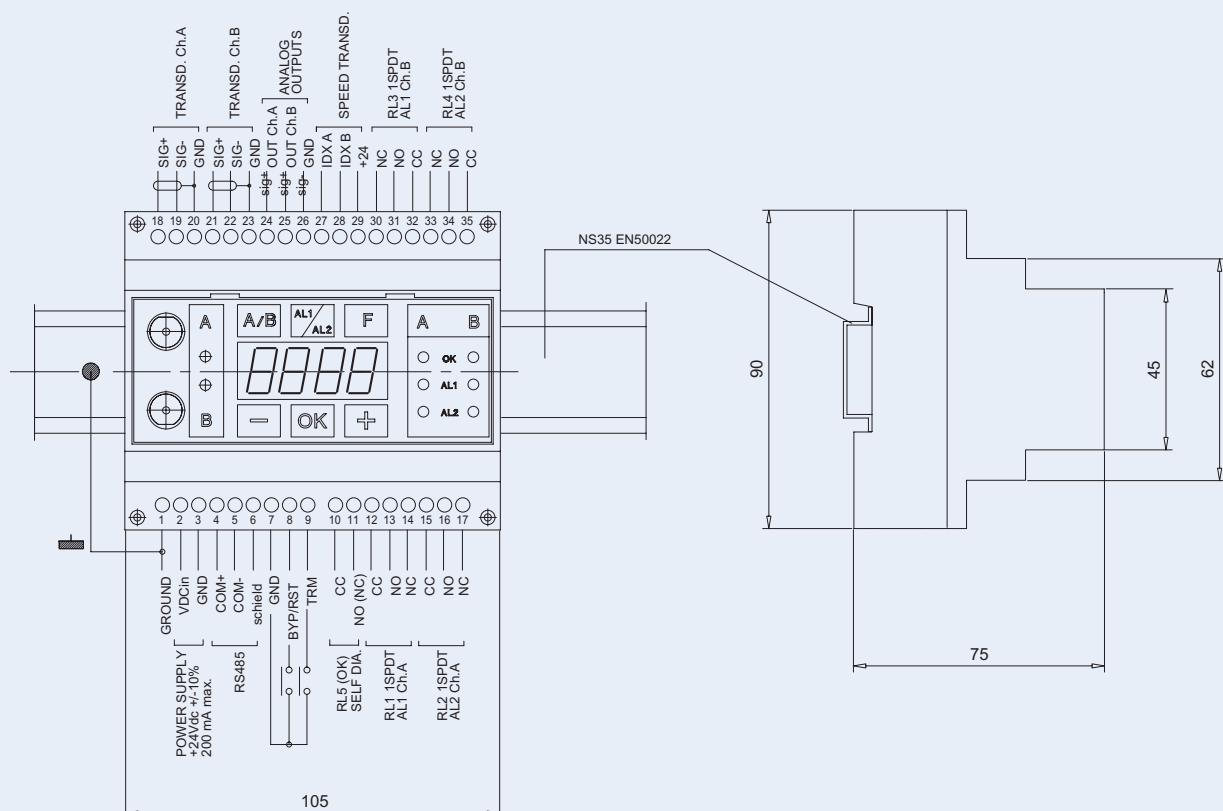 TRANSD. Ch.A
TRANSD. Ch.B
ANALOG
OUTPUTS
SPEED TRANSD.
RL3 1SPDT
AL1 Ch.B
RL4 1SPDT
AL2 Ch.B
SIG+
SIG-
GND
SIG+
SIG-
GND
sig+ OUT Ch.A
sig+ OUT Ch.B
sig- GND
IDX A
IDX B
+24
NC
NO
CC
NC
NO
CC
18 19 20 21 22 23 24 25 26 27 28 29 30 31 32 33 34 35
NS35 EN50022
A A/B AL1/AL2 F A B
8888
OK
AL1
AL2
B - OK +
1 2 3 4 5 6 7 8 9 10 11 12 13 14 15 16 17
GROUND
VDCin
GND
COM+
COM-
schield
GND
BYP/RST
TRM
CC
NO (NC)
CC
NO
NC
CC
NO
NC
POWER SUPPLY
+24Vdc +/-10%
200 mA max.
RS485
RL5 (OK)
SELF DIA.
RL1 1SPDT
AL1 Ch.A
RL2 1SPDT
AL2 Ch.A
105
90
45
62
75